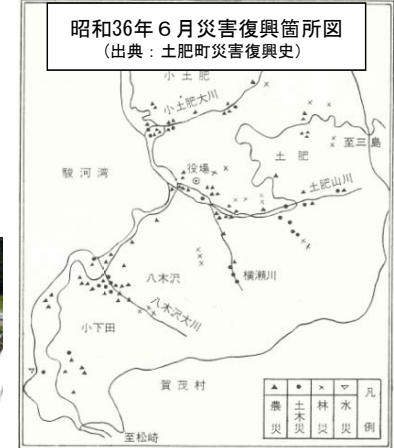 昭和36年6月災害復興箇所図
(出典:土肥町災害復興史)
小土肥
小土肥大川
至三島
土肥
役場
駿河湾
土肥山川
八木沢
横瀬川
八木沢大川
小下田
賀茂村
至松崎
凡例
▲ 農災
● 土木災
× 林災
▽ 水災